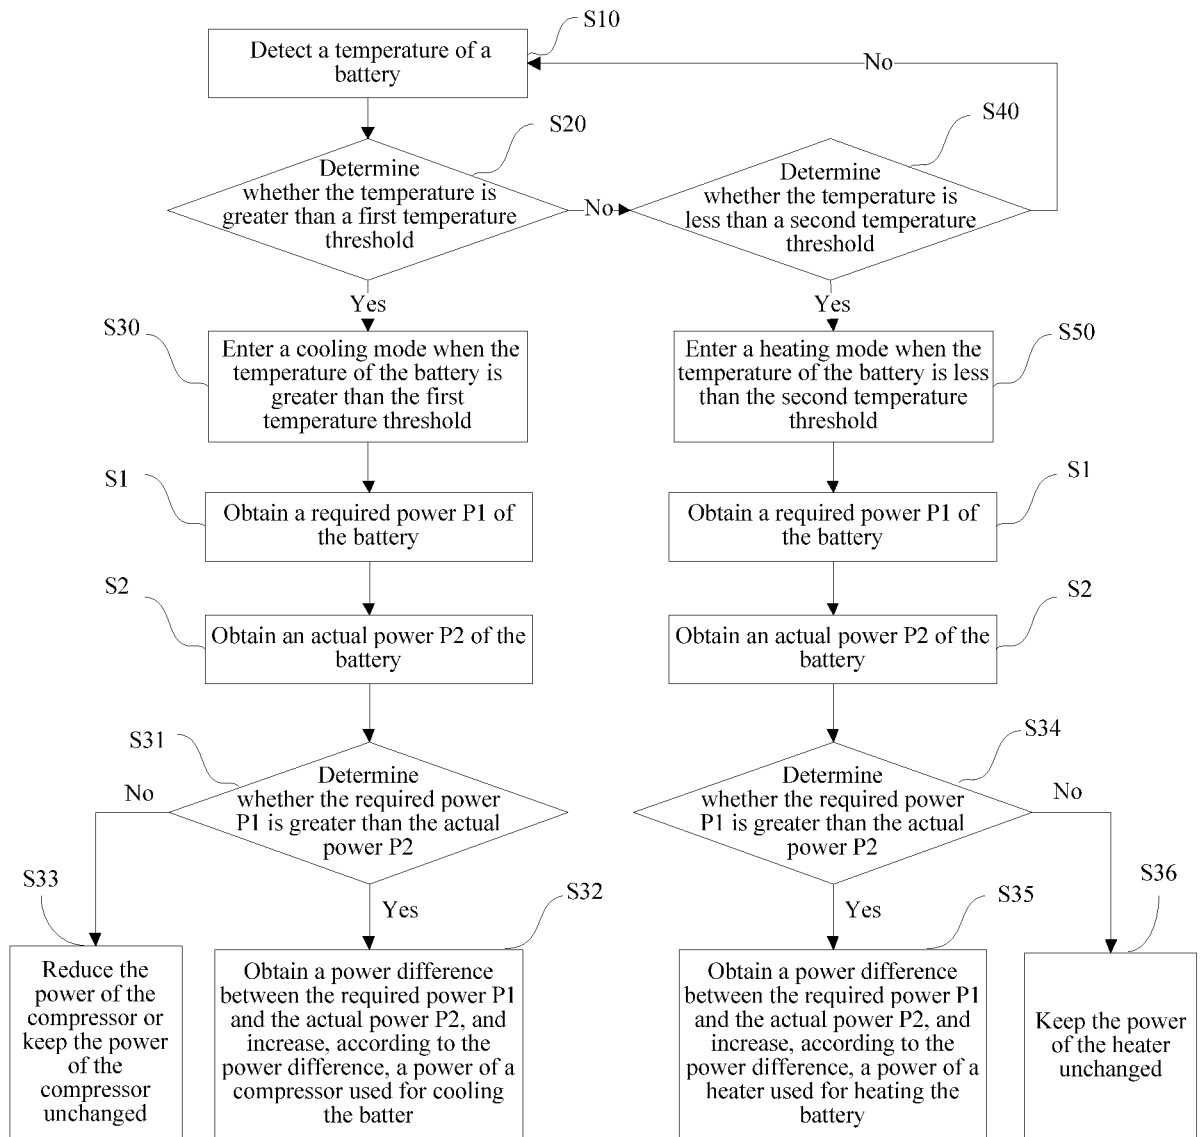 S10
Detect a temperature of a
battery
No
S20
S40
Determine
whether the temperature is
greater than a first temperature
threshold
No
Determine
whether the temperature is
less than a second temperature
threshold
Yes
Yes
S30
Enter a cooling mode when the
temperature of the battery is
greater than the first
temperature threshold
S50
Enter a heating mode when the
temperature of the battery is less
than the second temperature
threshold
S1
Obtain a required power P1 of
the battery
S1
Obtain a required power P1 of
the battery
S2
Obtain an actual power P2 of the
battery
S2
Obtain an actual power P2 of the
battery
S31
Determine
whether the required power
P1 is greater than the actual
power P2
No
S34
Determine
whether the required power
P1 is greater than the actual
power P2
No
S33
Yes
S32
Yes
S35
S36
Reduce the
power of the
compressor or
keep the power
of the
compressor
unchanged
Obtain a power difference
between the required power P1
and the actual power P2, and
increase, according to the
power difference, a power of a
compressor used for cooling
the batter
Obtain a power difference
between the required power P1
and the actual power P2, and
increase, according to the
power difference, a power of a
heater used for heating the
battery
Keep the power
of the heater
unchanged